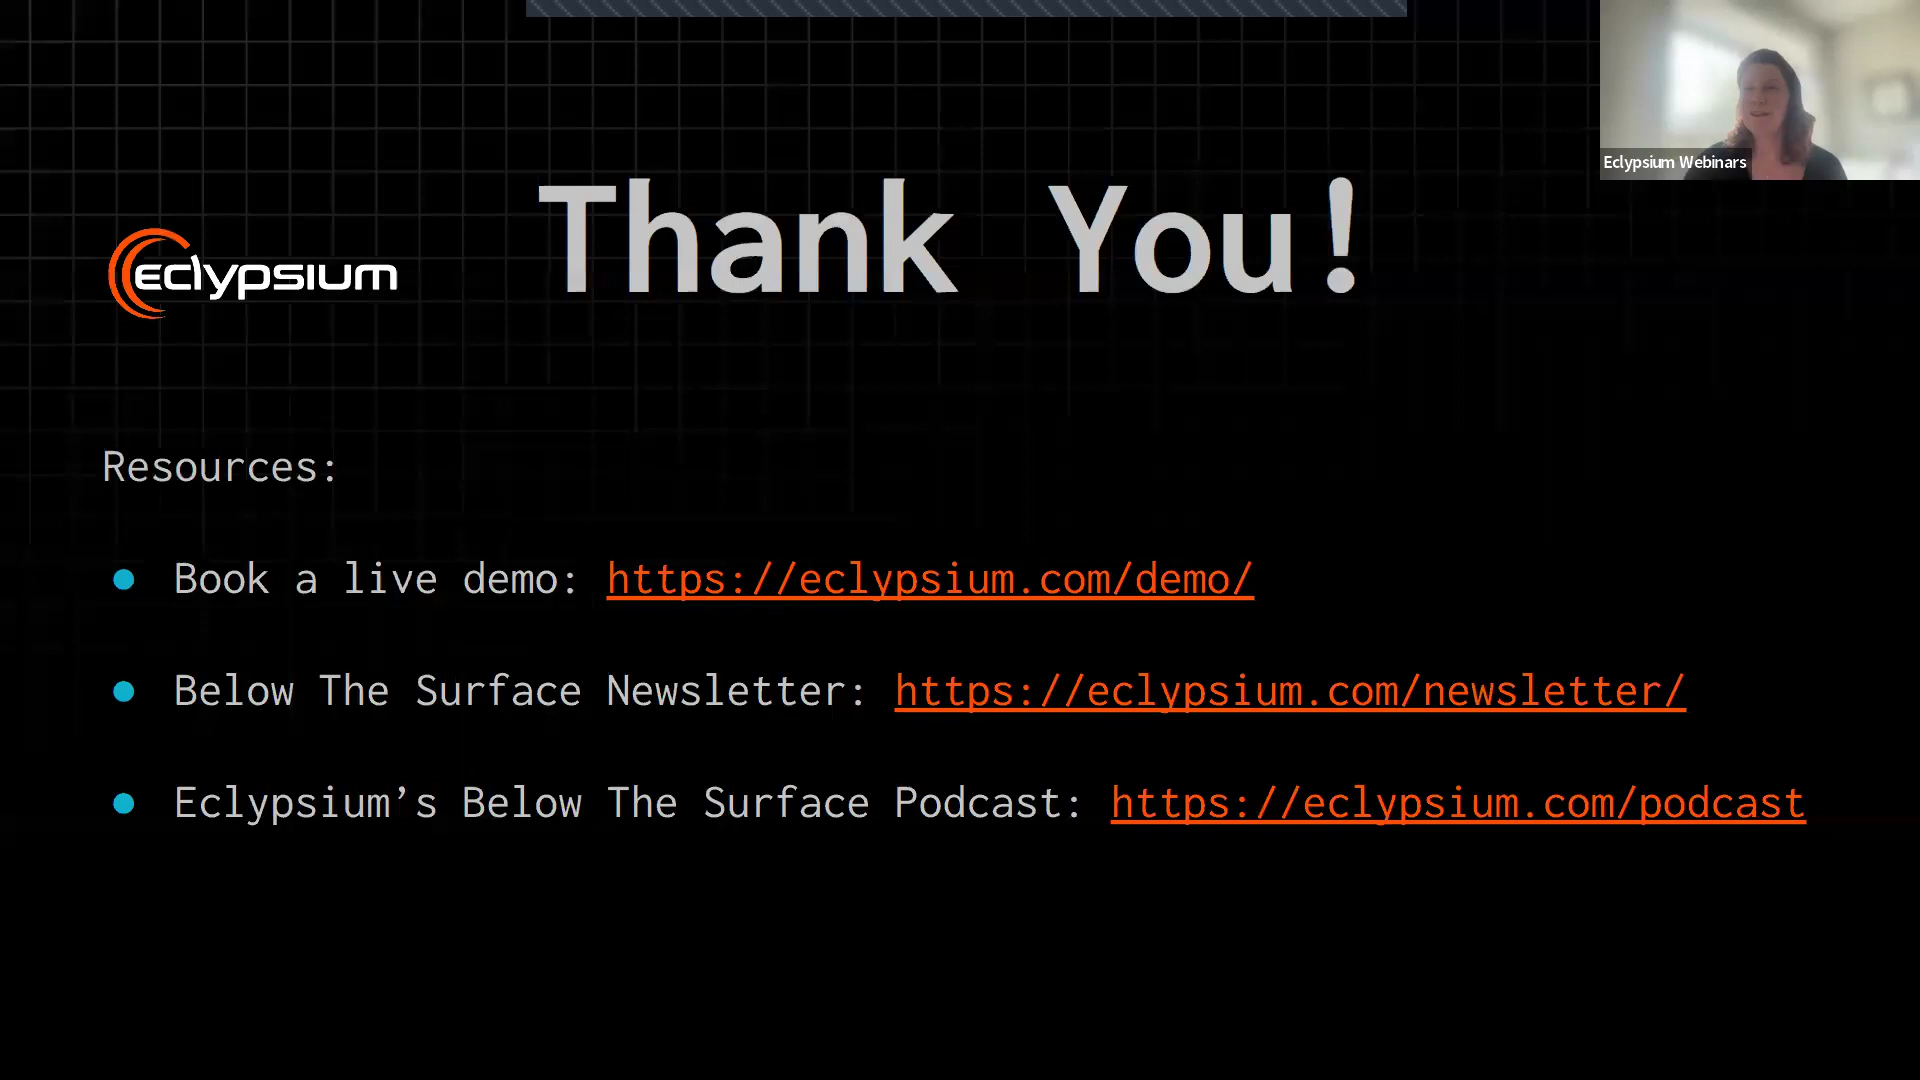 Eclypsium Webinars
Thank You!
eclypsium
Resources:
● Book a live demo: https://eclypsium.com/demo/
● Below The Surface Newsletter: https://eclypsium.com/newsletter/
● Eclypsium’s Below The Surface Podcast: https://eclypsium.com/podcast